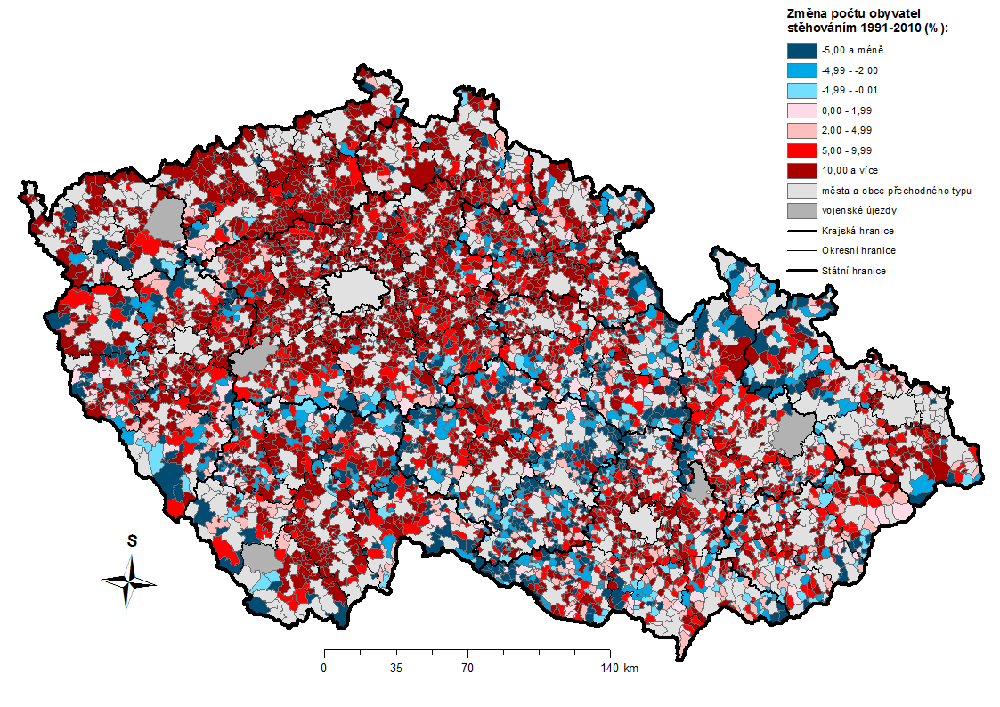 Změna počtu obyvatel
stěhováním 1991-2010 (% ):
-5,00 a méně
-4,99 - -2,00
-1,99 - -0,01
0,00 - 1,99
2,00 - 4,99
5,00 - 9,99
10,00 a více
města a obce přechodného typu
vojenské újezdy
Krajská hranice
Okresní hranice
Státní hranice
S
0 35 70 140 km